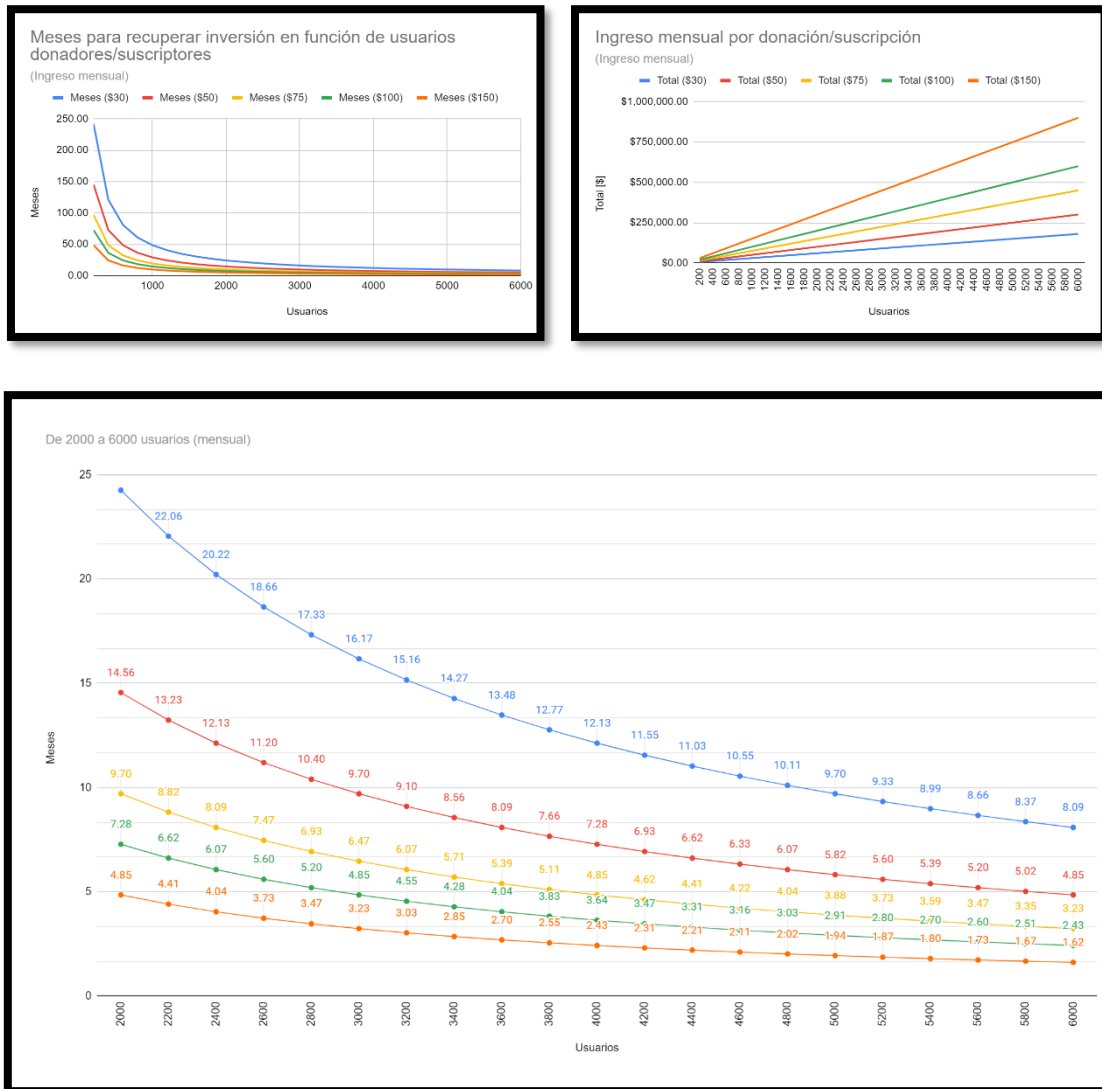 Meses para recuperar inversión en función de usuarios
donadores/suscriptores
(Ingreso mensual)
Meses ($30) Meses ($50) Meses ($75) Meses ($100) Meses ($150)
250.00
200.00
150.00
100.00
50.00
0.00
Meses
1000 2000 3000 4000 5000 6000
Usuarios
Ingreso mensual por donación/suscripción
(Ingreso mensual)
Total ($30) Total ($50) Total ($75) Total ($100) Total ($150)
$1,000,000.00
$750,000.00
$500,000.00
$250,000.00
$0.00
Total [$]
200 400 600 800 1000 1200 1400 1600 1800 2000 2200 2400 2600 2800 3000 3200 3400 3600 3800 4000 4200 4400 4600 4800 5000 5200 5400 5600 5800 6000
Usuarios
De 2000 a 6000 usuarios (mensual)
25
20
15
10
5
0
Meses
22.06 20.22 18.66 17.33 16.17 15.16 14.27 13.48 12.77 12.13 11.55 11.03 10.55 10.11 9.70 9.33 8.99 8.66 8.37 8.09
14.56 13.23 12.13 11.20 10.40 9.70 9.10 8.56 8.09 7.66 7.28 6.93 6.62 6.33 6.07 5.82 5.60 5.39 5.20 5.02 4.85
9.70 8.82 8.09 7.47 6.93 6.47 6.07 5.71 5.39 5.11 4.85 4.62 4.41 4.22 4.04 3.88 3.73 3.59 3.47 3.35 3.23
7.28 6.62 6.07 5.60 5.20 4.85 4.55 4.28 4.04 3.83 3.64 3.47 3.31 3.16 3.03 2.91 2.80 2.70 2.60 2.51 2.43
4.85 4.41 4.04 3.73 3.47 3.23 3.03 2.85 2.70 2.55 2.43 2.31 2.21 2.11 2.02 1.94 1.87 1.80 1.73 1.67 1.62
2000 2200 2400 2600 2800 3000 3200 3400 3600 3800 4000 4200 4400 4600 4800 5000 5200 5400 5600 5800 6000
Usuarios